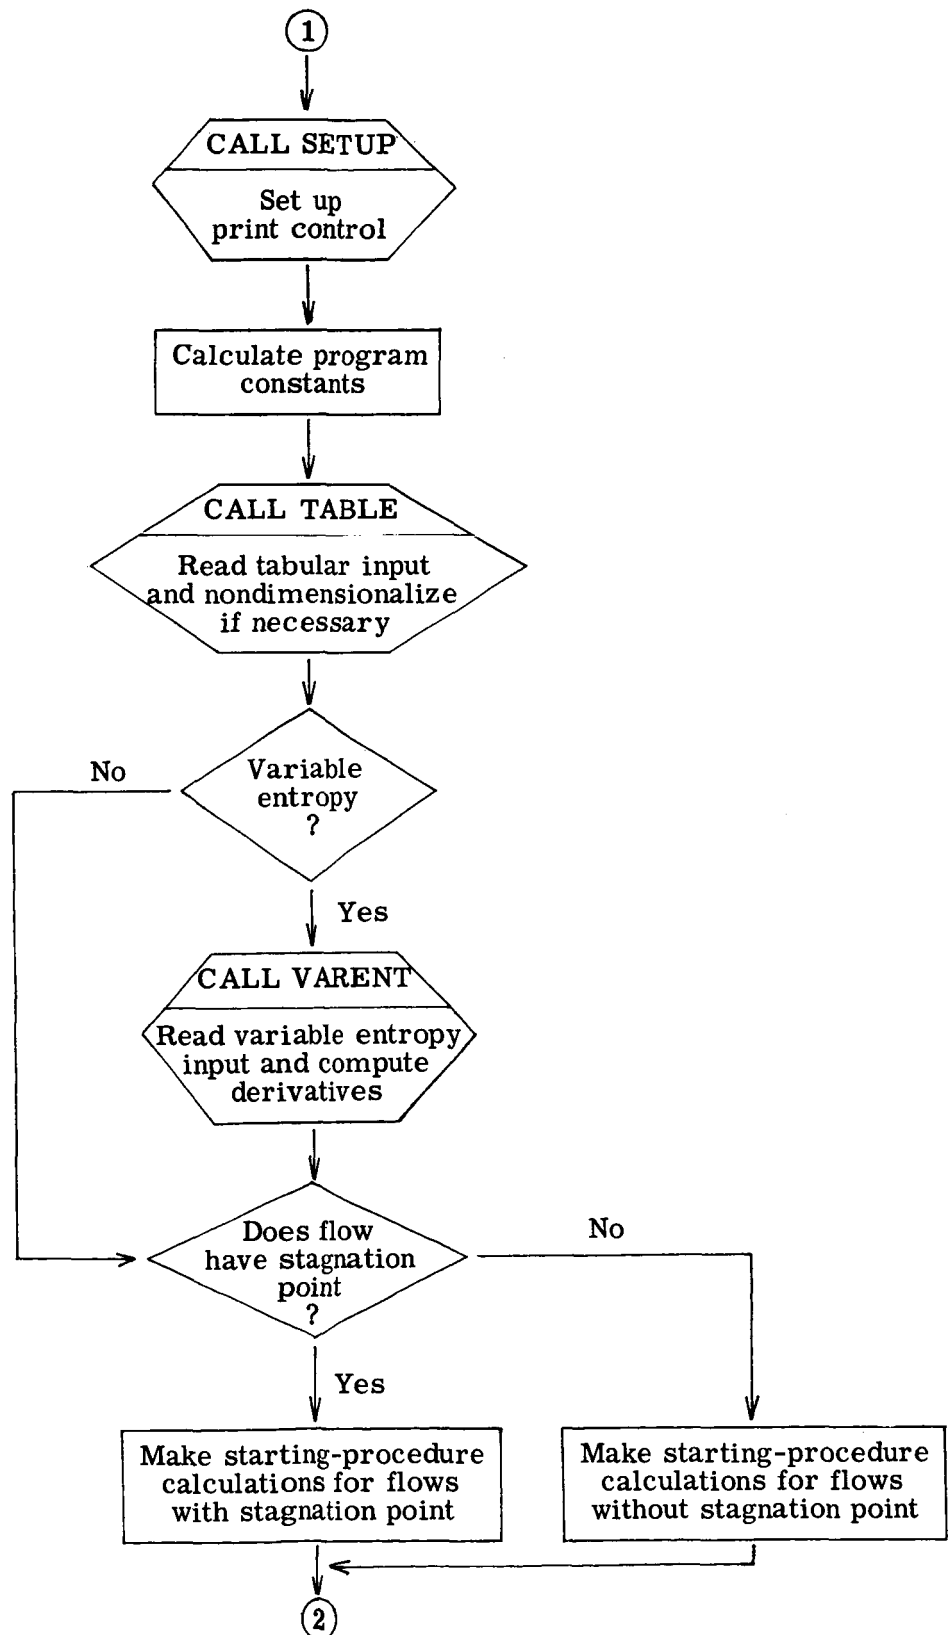 1
CALL SETUP
Set up
print control
Calculate program
constants
CALL TABLE
Read tabular input
and nondimensionalize
if necessary
No
Variable
entropy
?
Yes
CALL VARENT
Read variable entropy
input and compute
derivatives
Does flow
have stagnation
point
?
No
Yes
Make starting-procedure
calculations for flows
with stagnation point
Make starting-procedure
calculations for flows
without stagnation point
2